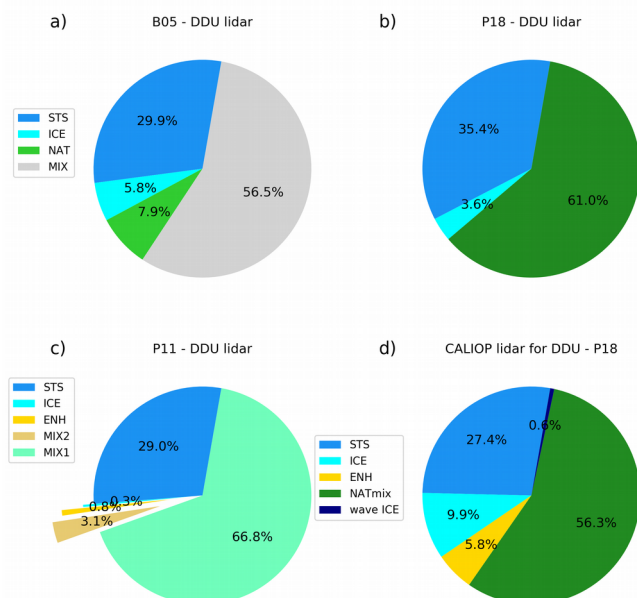 a)
B05 - DDU lidar
STS
ICE
NAT
MIX
29.9%
5.8%
7.9%
56.5%
b)
P18 - DDU lidar
35.4%
3.6%
61.0%
c)
P11 - DDU lidar
STS
ICE
ENH
MIX2
MIX1
29.0%
0.3%
0.8%
3.1%
66.8%
d)
CALIOP lidar for DDU - P18
STS
ICE
ENH
NATmix
wave ICE
0.6%
27.4%
9.9%
5.8%
56.3%